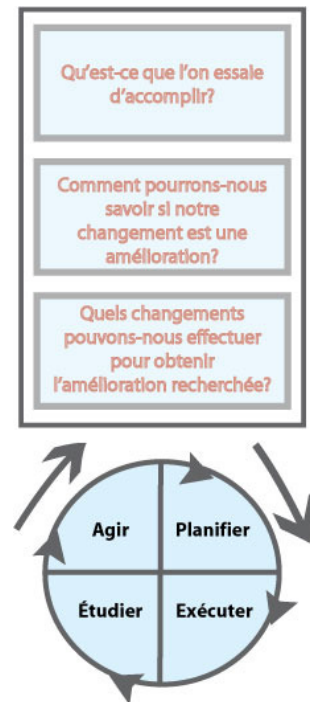 Qu'est-ce que l'on essaie
d'accomplir?
Comment pourrons-nous
savoir si notre
changement est une
amélioration?
Quels changements
pouvons-nous effectuer
pour obtenir
l'amélioration recherchée?
Agir
Planifier
Étudier
Exécuter